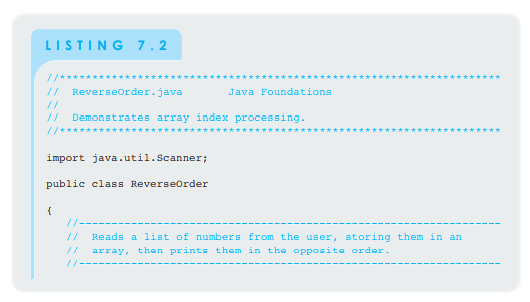 LISTING 7.2
//********************************************************************
//  ReverseOrder.java       Java Foundations
//
//  Demonstrates array index processing.
//********************************************************************
import java.util.Scanner;
public class ReverseOrder
{
   //-----------------------------------------------------------------
   //  Reads a list of numbers from the user, storing them in an
   //  array, then prints them in the opposite order.
   //-----------------------------------------------------------------